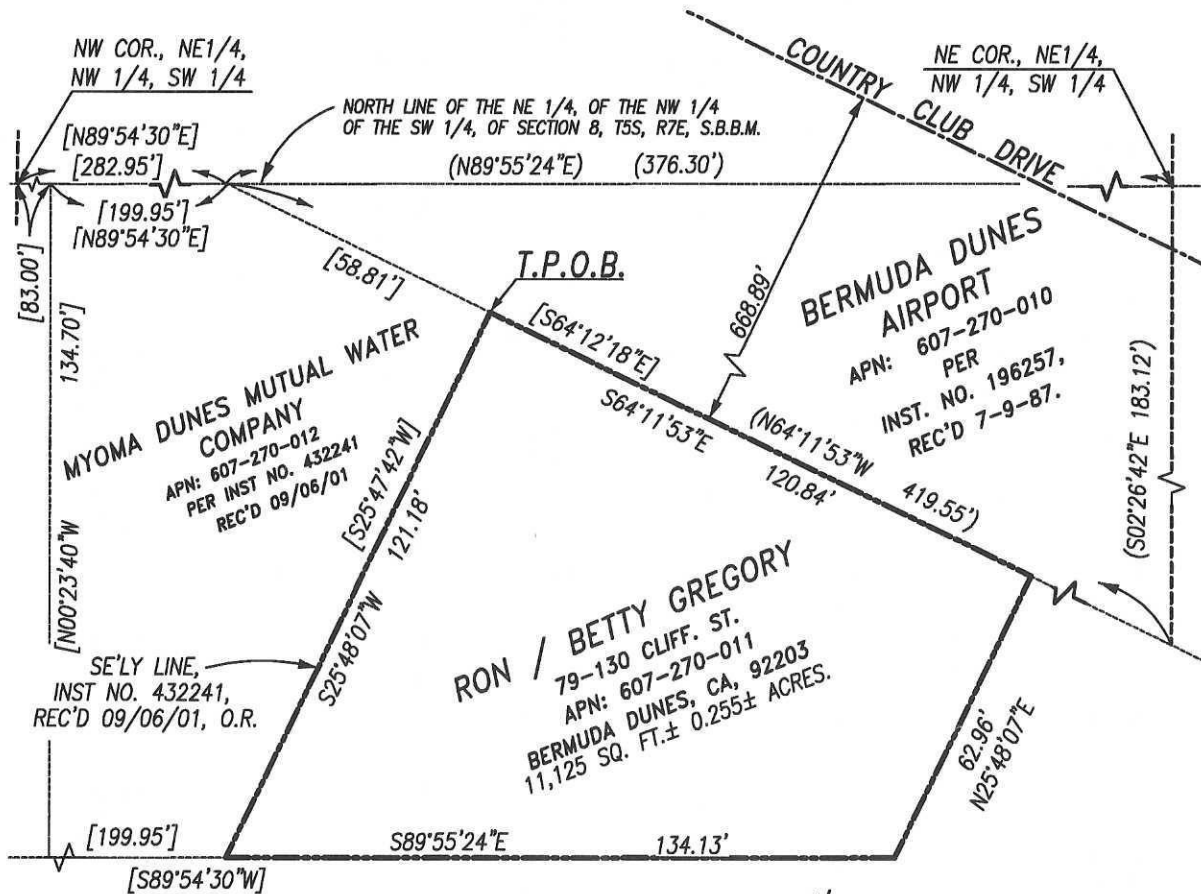 NW COR., NE1/4,
NW 1/4, SW 1/4
NE COR., NE1/4,
NW 1/4, SW 1/4
COUNTRY CLUB DRIVE
NORTH LINE OF THE NE 1/4, OF THE NW 1/4
OF THE SW 1/4, OF SECTION 8, T5S, R7E, S.B.B.M.
[N89°54'30"E]
[282.95']
(N89°55'24"E) (376.30')
[199.95']
[N89°54'30"E]
[83.00']
134.70'
[N00°23'40"W]
[58.81']
T.P.O.B.
668.89'
BERMUDA DUNES
AIRPORT
APN: 607-270-010
PER
INST. NO. 196257,
REC'D 7-9-87.
(S02°26'42"E 183.12')
[S64°12'18"E]
S64°11'53"E
(N64°11'53"W 419.55')
120.84'
MYOMA DUNES MUTUAL WATER
COMPANY
APN: 607-270-012
PER INST NO. 432241
REC'D 09/06/01
[S25°47'42"W]
121.18'
S25°48'07"W
SE'LY LINE,
INST NO. 432241,
REC'D 09/06/01, O.R.
RON / BETTY GREGORY
79-130 CLIFF. ST.
APN: 607-270-011
BERMUDA DUNES, CA, 92203
11,125 SQ. FT.± 0.255± ACRES.
62.96'
N25°48'07"E
[199.95']
[S89°54'30"W]
S89°55'24"E 134.13'